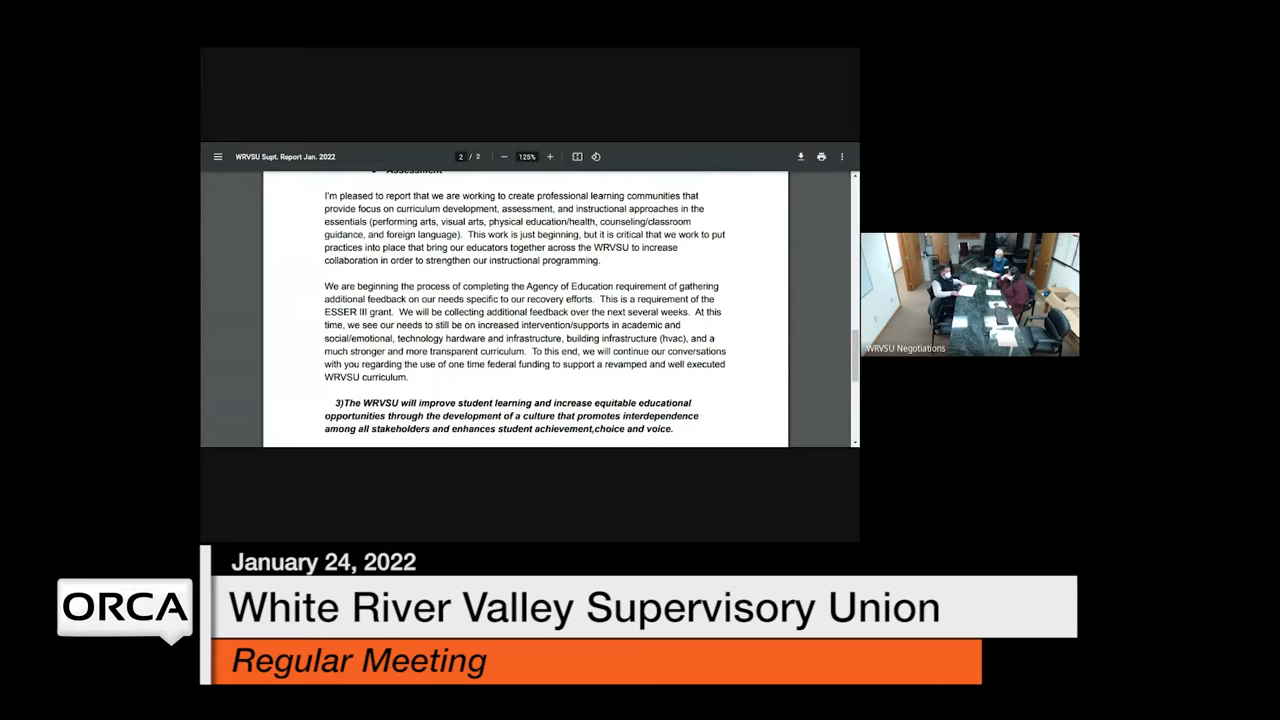 WRVSU Supt. Report Jan. 2022
2 / 2
125%
Assessment
I'm pleased to report that we are working to create professional learning communities that
provide focus on curriculum development, assessment, and instructional approaches in the
essentials (performing arts, visual arts, physical education/health, counseling/classroom
guidance, and foreign language). This work is just beginning, but it is critical that we work to put
practices into place that bring our educators together across the WRVSU to increase
collaboration in order to strengthen our instructional programming.
We are beginning the process of completing the Agency of Education requirement of gathering
additional feedback on our needs specific to our recovery efforts. This is a requirement of the
ESSER III grant. We will be collecting additional feedback over the next several weeks. At this
time, we see our needs to still be on increased intervention/supports in academic and
social/emotional, technology hardware and infrastructure, building infrastructure (hvac), and a
much stronger and more transparent curriculum. To this end, we will continue our conversations
with you regarding the use of one time federal funding to support a revamped and well executed
WRVSU curriculum.
3)The WRVSU will improve student learning and increase equitable educational
opportunities through the development of a culture that promotes interdependence
among all stakeholders and enhances student achievement,choice and voice.
WRVSU Negotiations
January 24, 2022
ORCA
White River Valley Supervisory Union
Regular Meeting